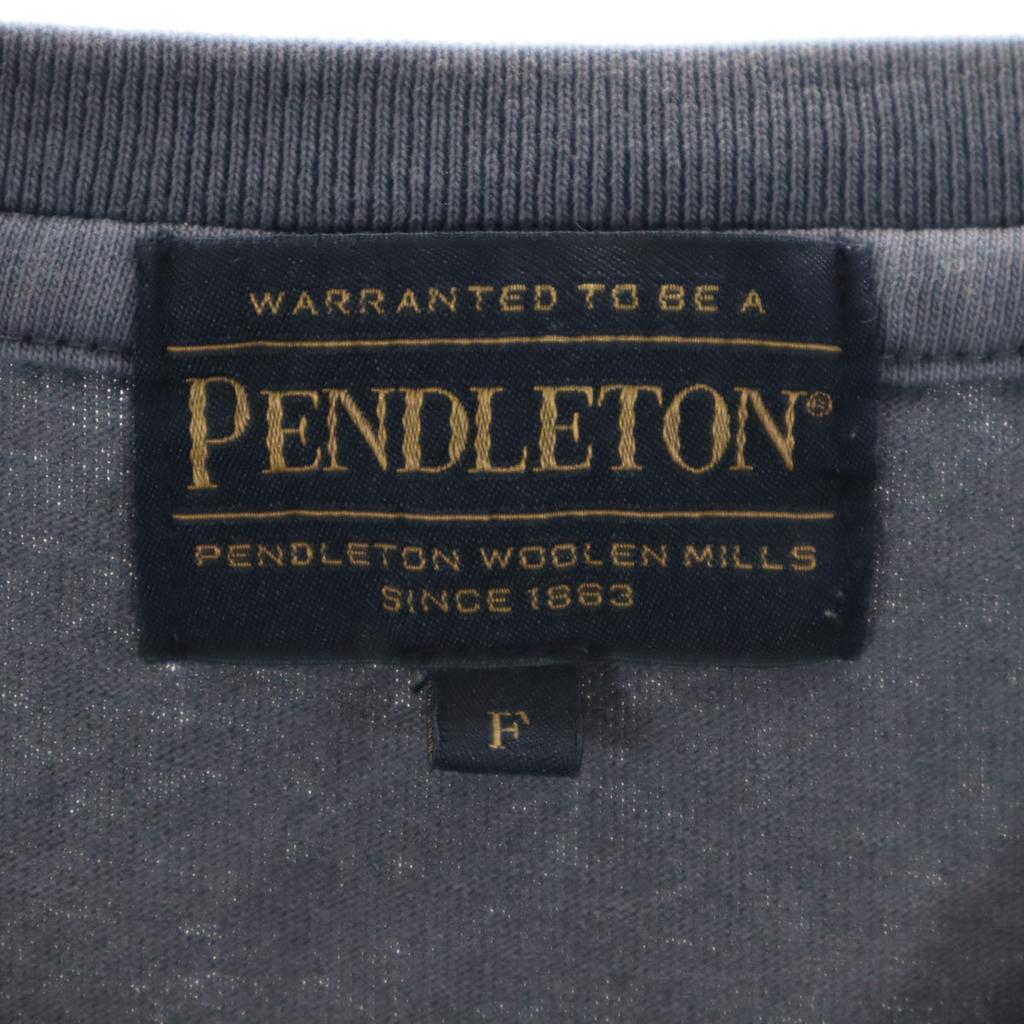 WARRANTED TO BE A
PENDLETON®
PENDLETON WOOLEN MILLS
SINCE 1863
F